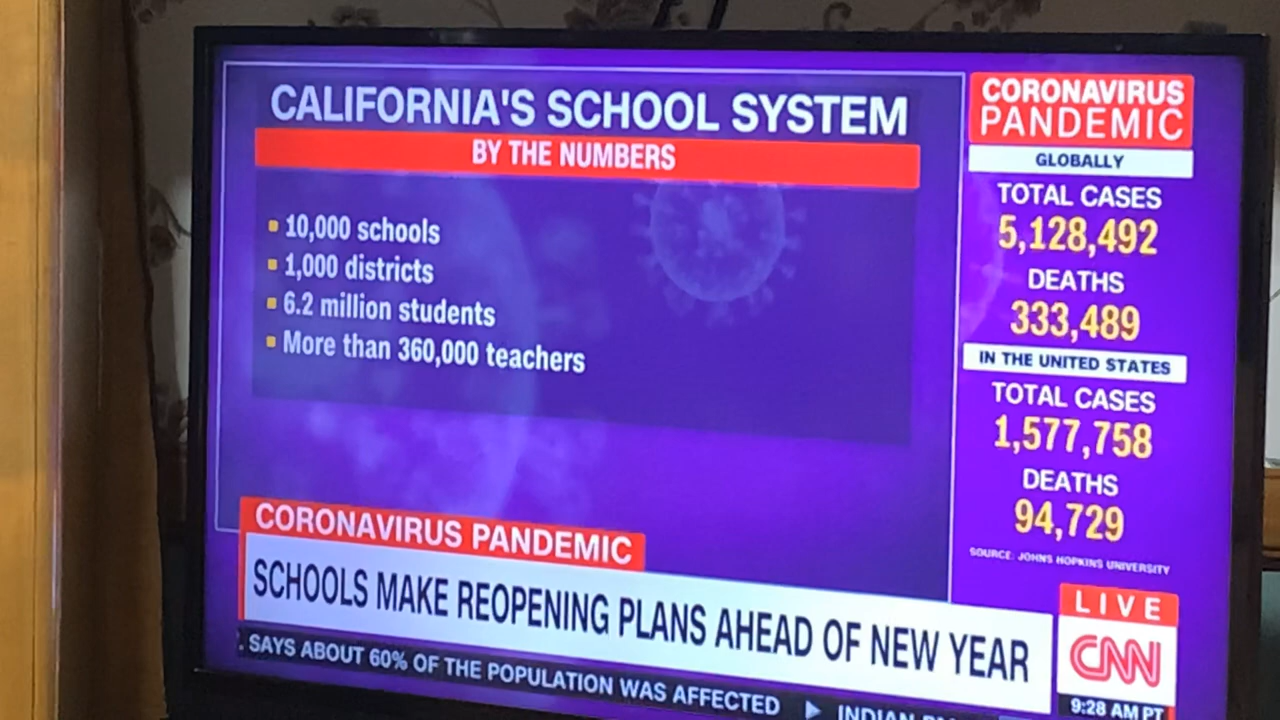 CALIFORNIA'S SCHOOL SYSTEM
BY THE NUMBERS
10,000 schools
1,000 districts
6.2 million students
More than 360,000 teachers
CORONAVIRUS
PANDEMIC
GLOBALLY
TOTAL CASES
5,128,492
DEATHS
333,489
IN THE UNITED STATES
TOTAL CASES
1,577,758
DEATHS
94,729
SOURCE: JOHNS HOPKINS UNIVERSITY
CORONAVIRUS PANDEMIC
SCHOOLS MAKE REOPENING PLANS AHEAD OF NEW YEAR
. SAYS ABOUT 60% OF THE POPULATION WAS AFFECTED ▶ INDIAN
LIVE
CNN
9:28 AM PT